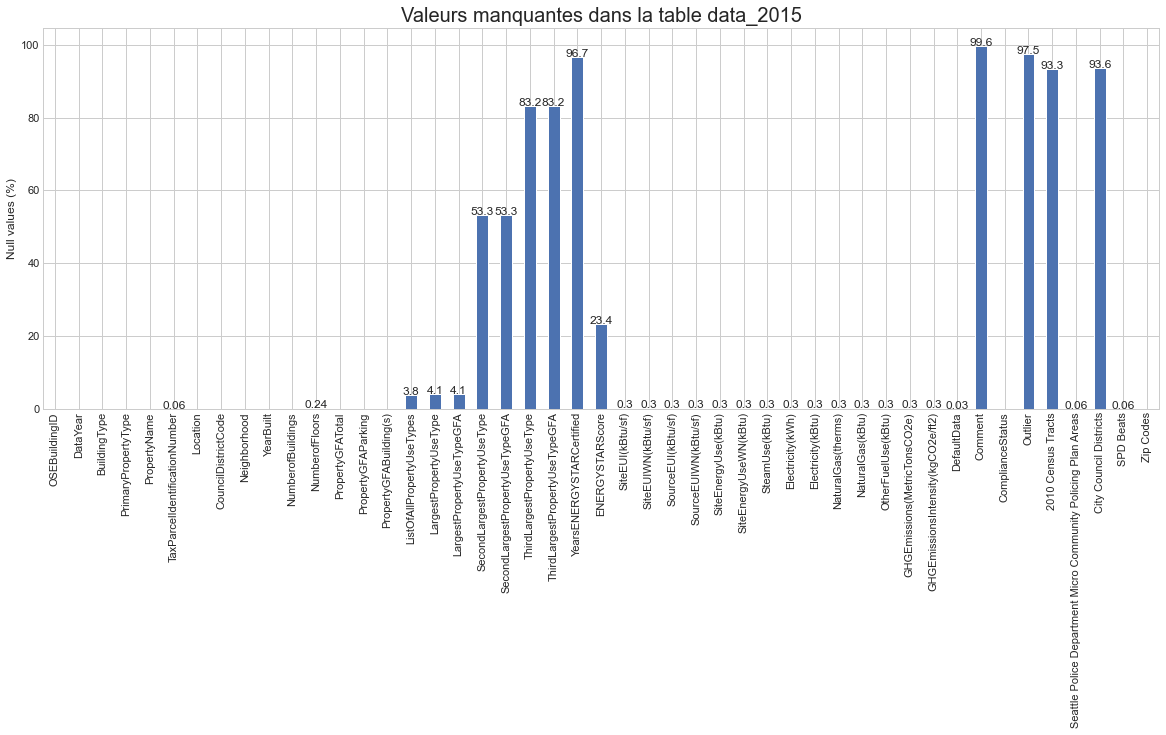 Valeurs manquantes dans la table data_2015
Null values (%)
100
80
60
40
20
0
0.06
0.24
3.8
4.1
4.1
53.3
53.3
83.2
83.2
96.7
23.4
0.3
0.3
0.3
0.3
0.3
0.3
0.3
0.3
0.3
0.3
0.3
0.3
0.3
0.3
0.03
99.6
97.5
93.3
0.06
93.6
0.06
OSEBuildingID
DataYear
BuildingType
PrimaryPropertyType
PropertyName
TaxParcelIdentificationNumber
Location
CouncilDistrictCode
Neighborhood
YearBuilt
NumberofBuildings
NumberofFloors
PropertyGFATotal
PropertyGFAParking
PropertyGFABuilding(s)
ListOfAllPropertyUseTypes
LargestPropertyUseType
LargestPropertyUseTypeGFA
SecondLargestPropertyUseType
SecondLargestPropertyUseTypeGFA
ThirdLargestPropertyUseType
ThirdLargestPropertyUseTypeGFA
YearsENERGYSTARCertified
ENERGYSTARScore
SiteEUI(kBtu/sf)
SiteEUIWN(kBtu/sf)
SourceEUI(kBtu/sf)
SourceEUIWN(kBtu/sf)
SiteEnergyUse(kBtu)
SiteEnergyUseWN(kBtu)
SteamUse(kBtu)
Electricity(kWh)
Electricity(kBtu)
NaturalGas(therms)
NaturalGas(kBtu)
OtherFuelUse(kBtu)
GHGEmissions(MetricTonsCO2e)
GHGEmissionsIntensity(kgCO2e/ft2)
DefaultData
Comment
ComplianceStatus
Outlier
2010 Census Tracts
Seattle Police Department Micro Community Policing Plan Areas
City Council Districts
SPD Beats
Zip Codes